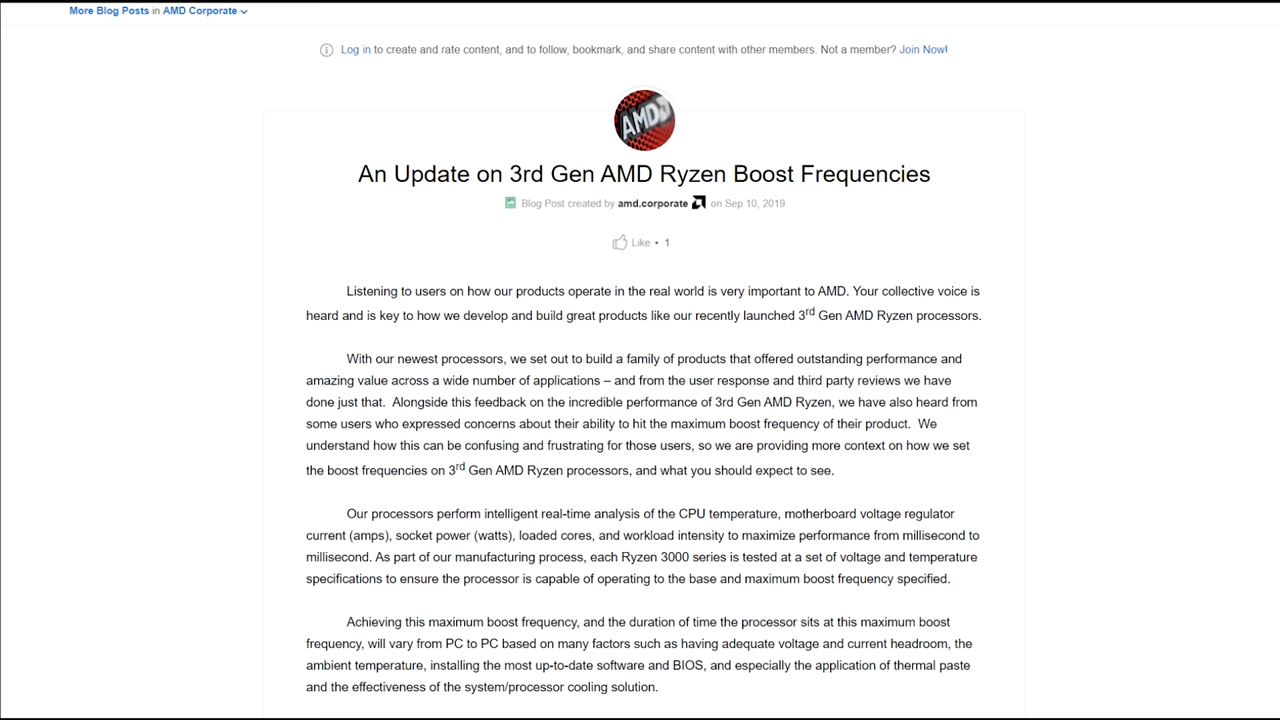 More Blog Posts in AMD Corporate
Log in to create and rate content, and to follow, bookmark, and share content with other members. Not a member? Join Now!
AMD
An Update on 3rd Gen AMD Ryzen Boost Frequencies
Blog Post created by amd.corporate on Sep 10, 2019
Like • 1
Listening to users on how our products operate in the real world is very important to AMD. Your collective voice is
heard and is key to how we develop and build great products like our recently launched 3rd Gen AMD Ryzen processors.
With our newest processors, we set out to build a family of products that offered outstanding performance and
amazing value across a wide number of applications – and from the user response and third party reviews we have
done just that. Alongside this feedback on the incredible performance of 3rd Gen AMD Ryzen, we have also heard from
some users who expressed concerns about their ability to hit the maximum boost frequency of their product. We
understand how this can be confusing and frustrating for those users, so we are providing more context on how we set
the boost frequencies on 3rd Gen AMD Ryzen processors, and what you should expect to see.
Our processors perform intelligent real-time analysis of the CPU temperature, motherboard voltage regulator
current (amps), socket power (watts), loaded cores, and workload intensity to maximize performance from millisecond to
millisecond. As part of our manufacturing process, each Ryzen 3000 series is tested at a set of voltage and temperature
specifications to ensure the processor is capable of operating to the base and maximum boost frequency specified.
Achieving this maximum boost frequency, and the duration of time the processor sits at this maximum boost
frequency, will vary from PC to PC based on many factors such as having adequate voltage and current headroom, the
ambient temperature, installing the most up-to-date software and BIOS, and especially the application of thermal paste
and the effectiveness of the system/processor cooling solution.